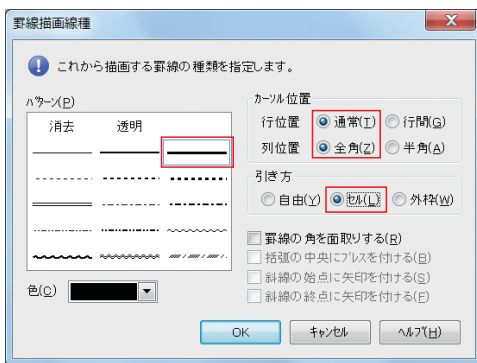 罫線描画線種
これから描画する罫線の種類を指定します。
パターン(P)
消去 透明
色(C)
カーソル位置
行位置 通常(I) 行間(G)
列位置 全角(Z) 半角(A)
引き方
自由(Y) セル(L) 外枠(W)
罫線の角を面取りする(R)
括弧の中央にブレスを付ける(B)
斜線の始点に矢印を付ける(S)
斜線の終点に矢印を付ける(E)
OK キャンセル ヘルプ(H)